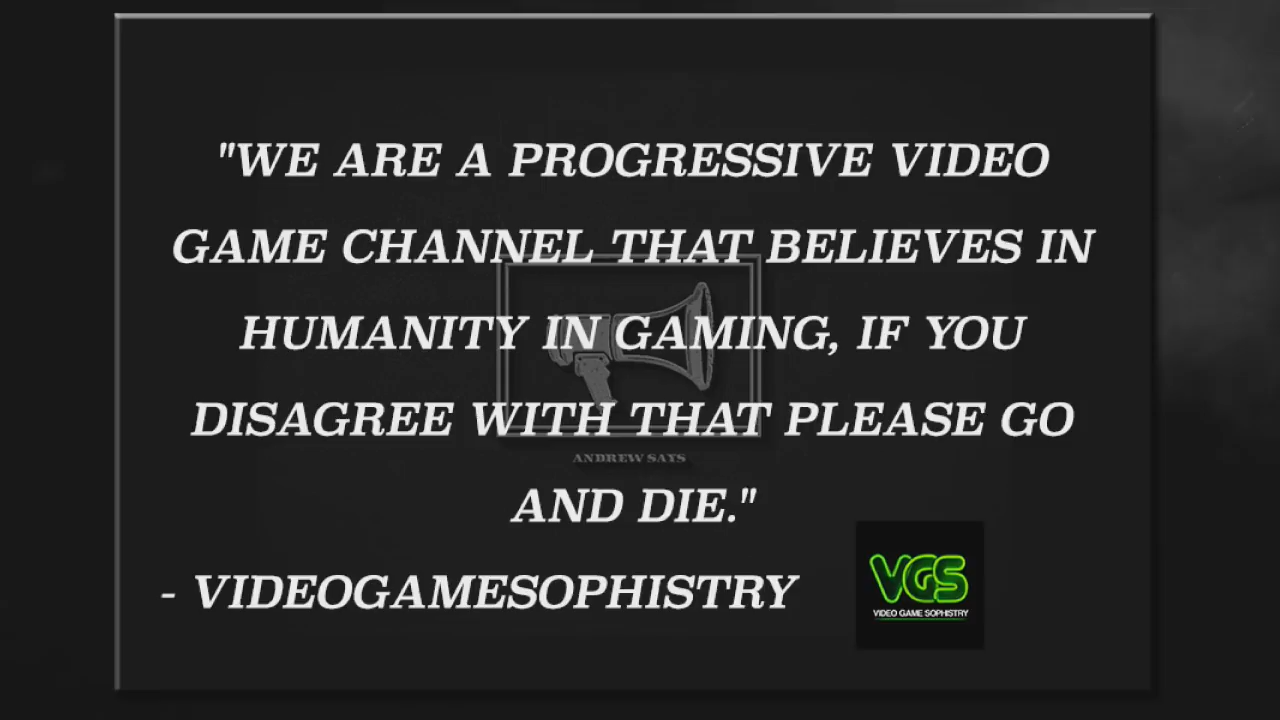 "WE ARE A PROGRESSIVE VIDEO
GAME CHANNEL THAT BELIEVES IN
HUMANITY IN GAMING, IF YOU
DISAGREE WITH THAT PLEASE GO
ANDREW SAYS
AND DIE."
- VIDEOGAMESOPHISTRY
VGS
VIDEO GAME SOPHISTRY